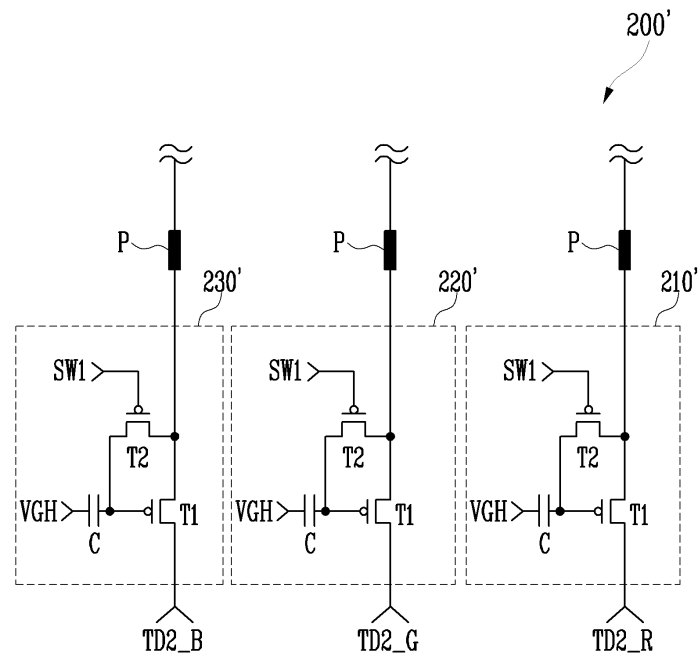 200'
P P P
230' 220' 210'
SW1 SW1 SW1
T2 T2 T2
VGH T1 VGH T1 VGH T1
C C C
TD2_B TD2_G TD2_R